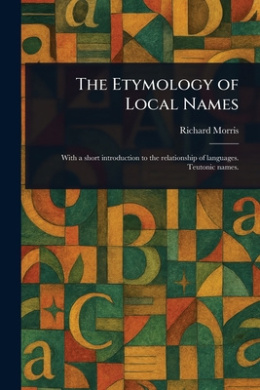 The Etymology of
Local Names
Richard Morris
With a short introduction to the relationship of languages.
Teutonic names.